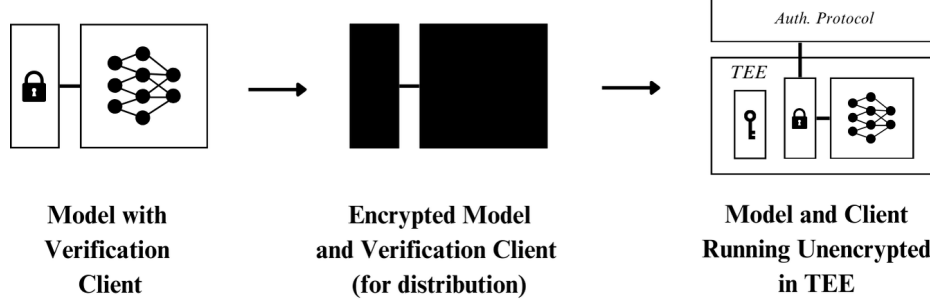 Auth. Protocol
TEE
Model with
Verification
Client
Encrypted Model
and Verification Client
(for distribution)
Model and Client
Running Unencrypted
in TEE